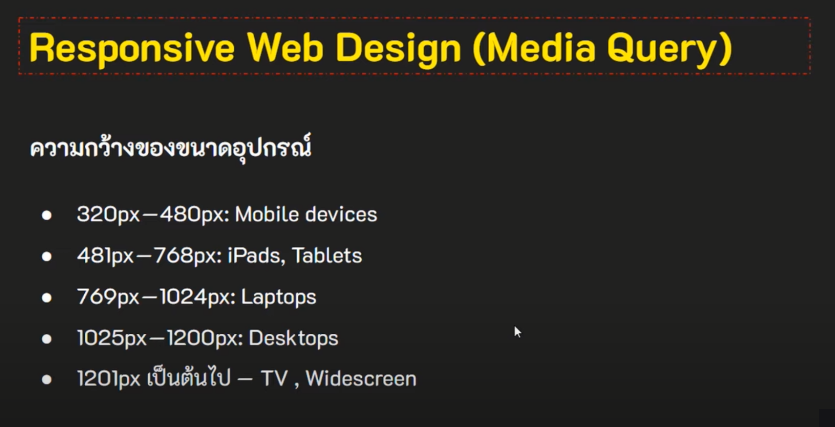 Responsive Web Design (Media Query)
ความกว้างของขนาดอุปกรณ์
● 320px—480px: Mobile devices
● 481px—768px: iPads, Tablets
● 769px—1024px: Laptops
● 1025px—1200px: Desktops
● 1201px เป็นต้นไป — TV , Widescreen